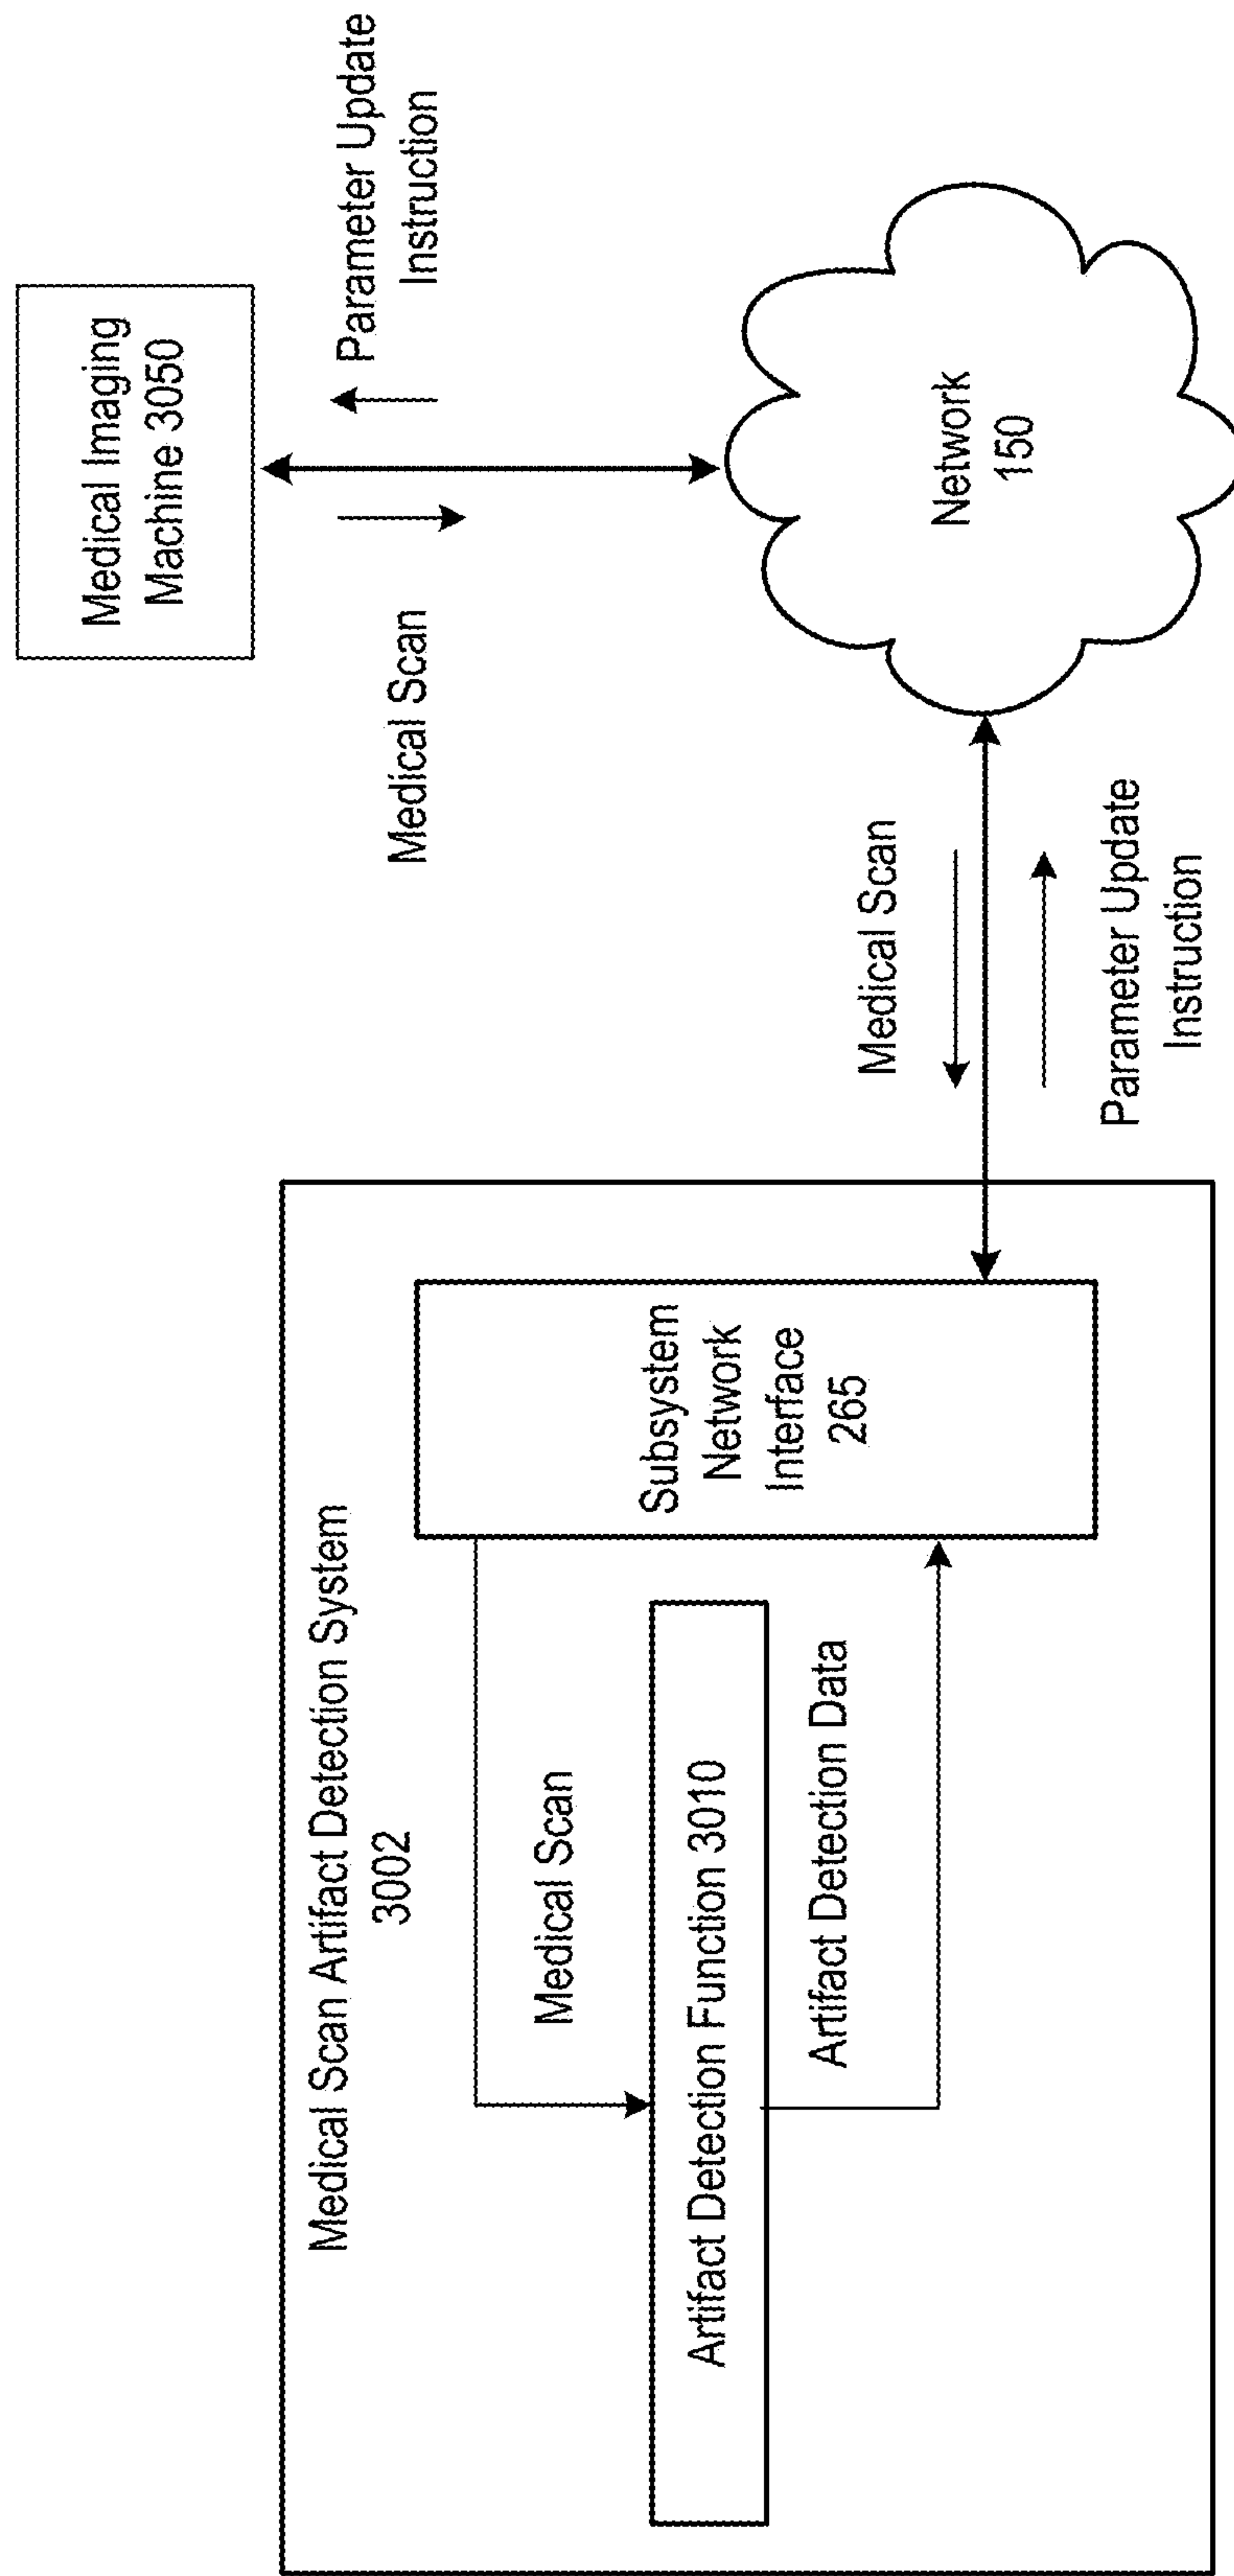 Medical Scan Artifact Detection System
3002
Medical Scan
Artifact Detection Function 3010
Artifact Detection Data
Subsystem
Network
Interface
265
Medical Scan
Parameter Update
Instruction
Medical Imaging
Machine 3050
Medical Scan
Parameter Update
Instruction
Network
150